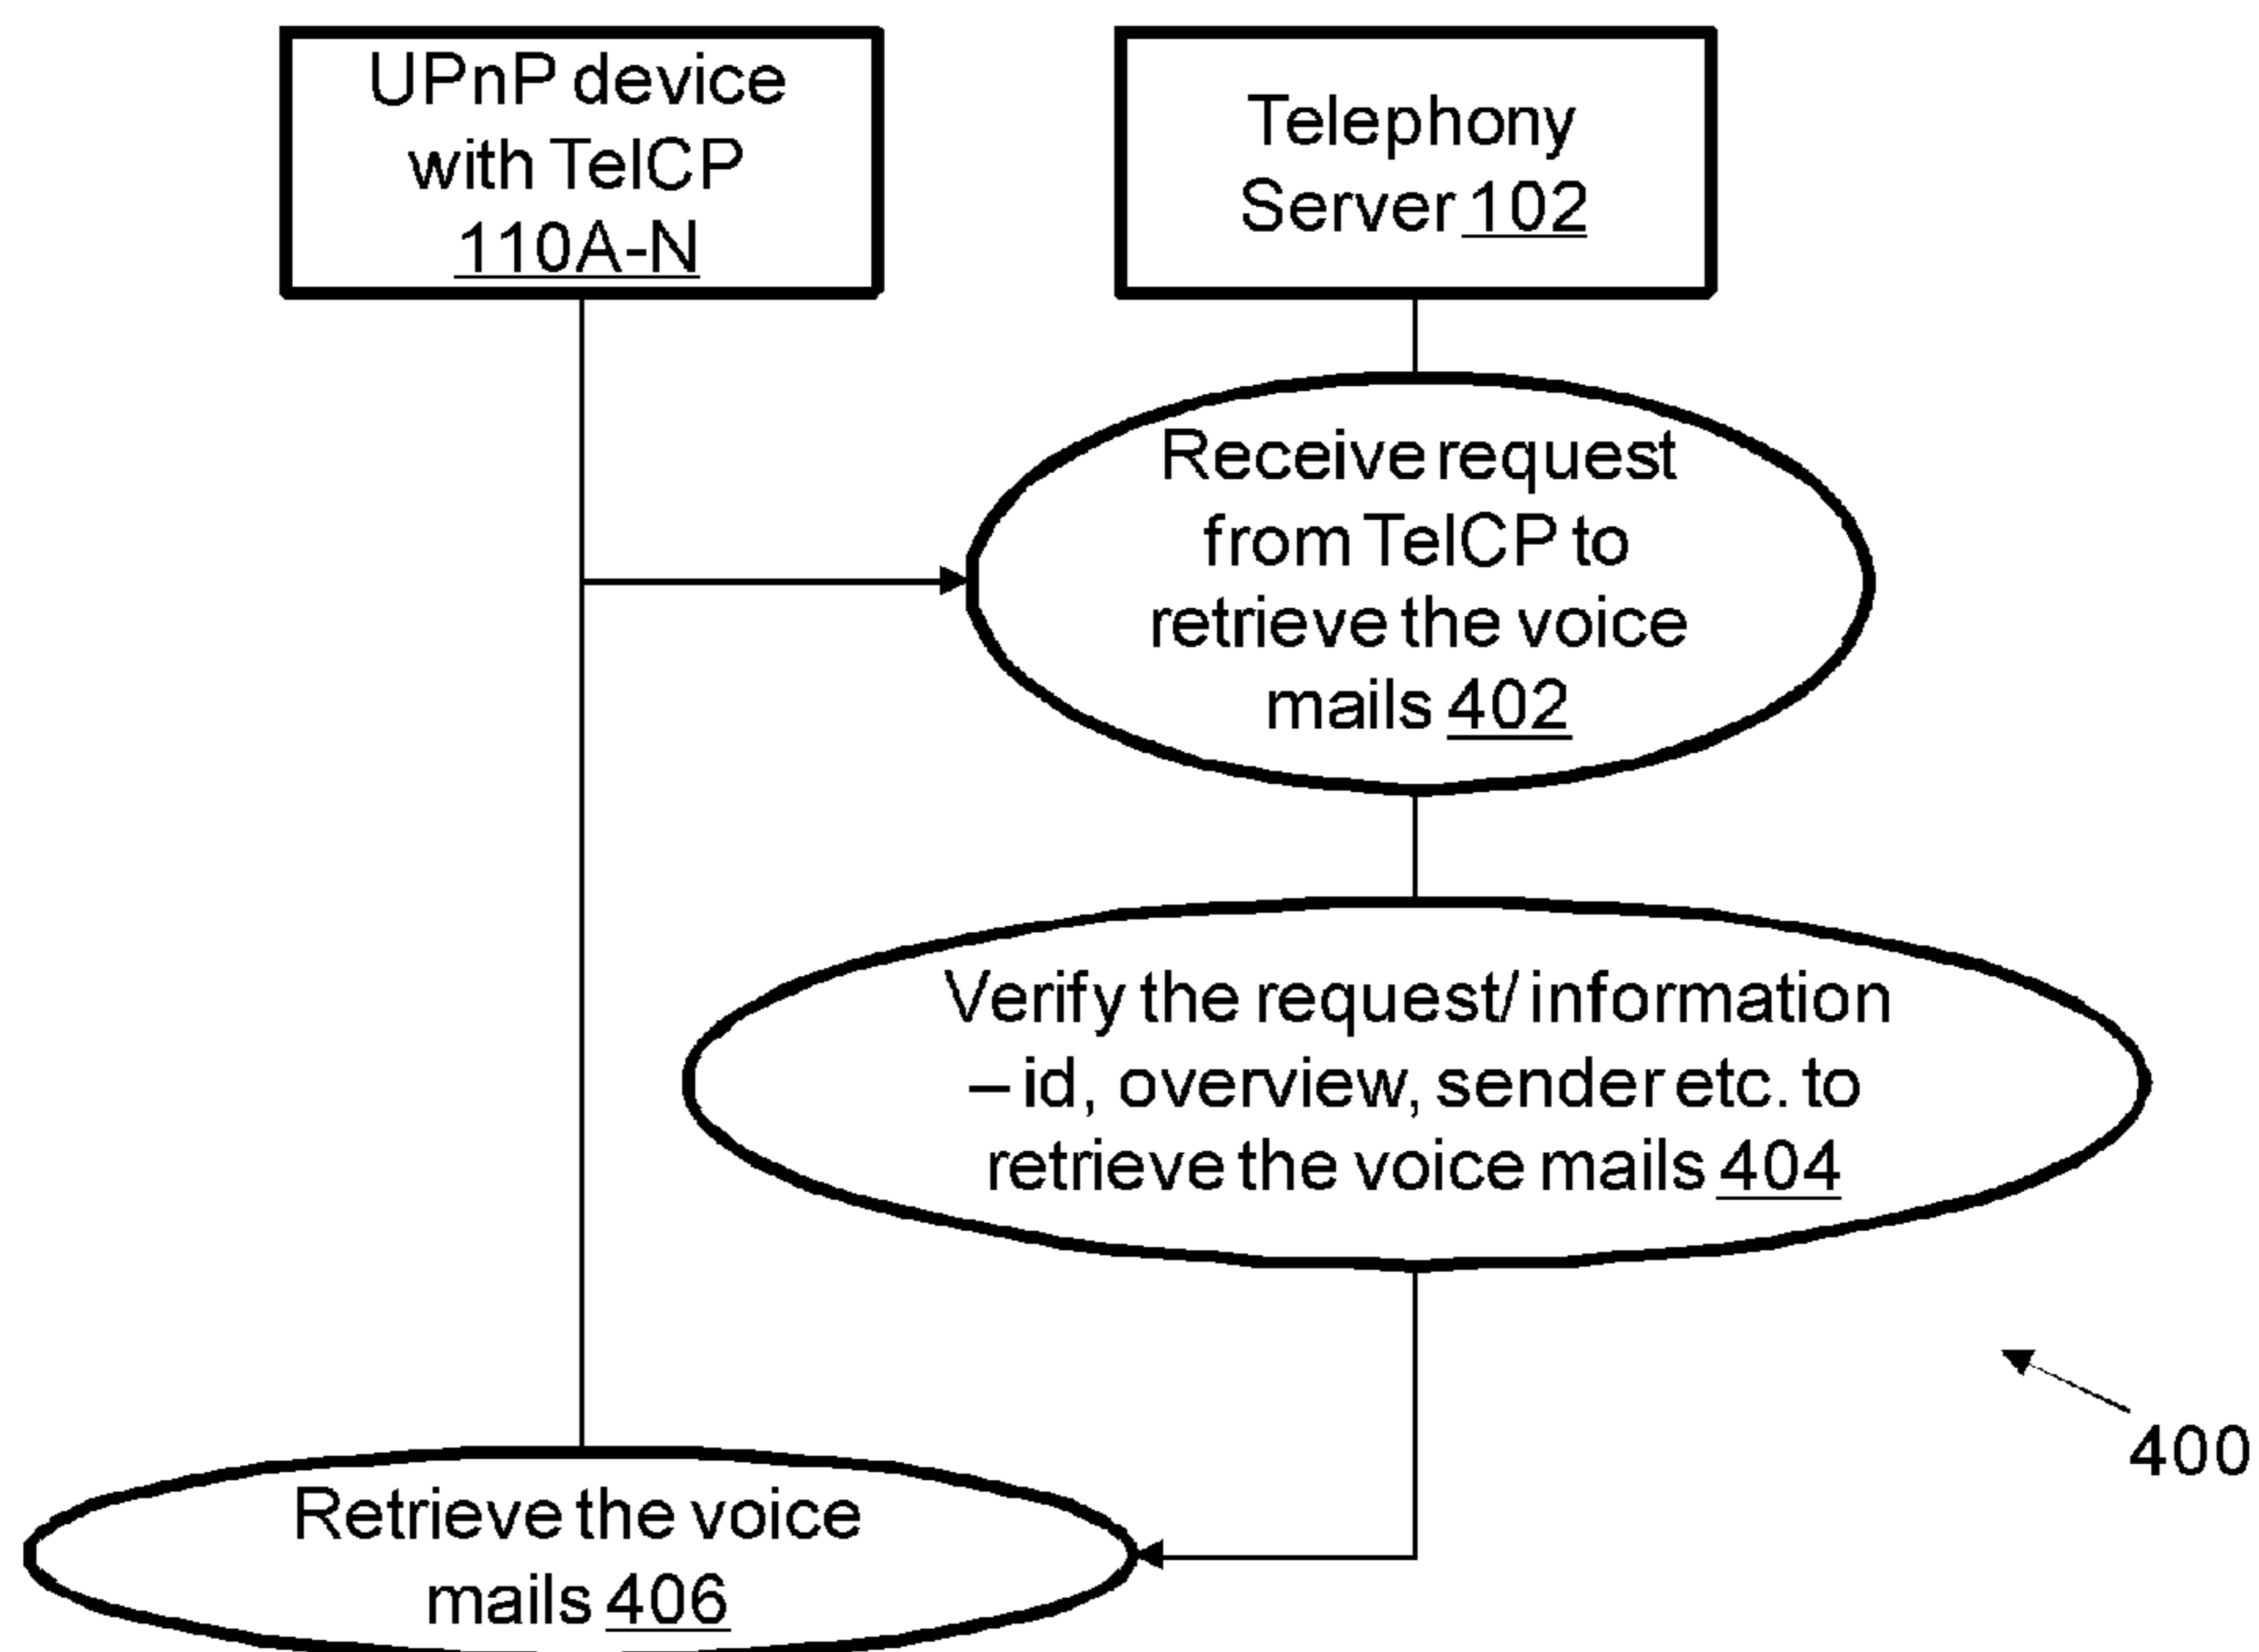 UPnP device
with TelCP
110A-N
Telephony
Server 102
Receive request
from TelCP to
retrieve the voice
mails 402
Verify the request/ information
– id, overview, sender etc. to
retrieve the voice mails 404
400
Retrieve the voice
mails 406